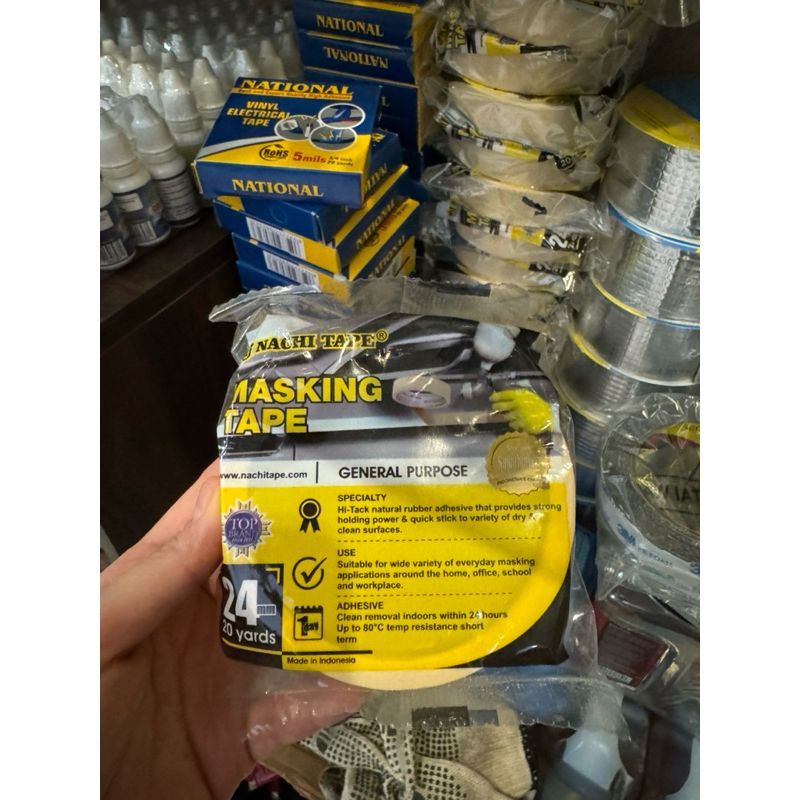 NATIONAL
NATIONAL
NATIONAL
VINYL
ELECTRICAL
TAPE
RoHS
5mils
NATIONAL
NACHI TAPE®
MASKING
TAPE
www.nachitape.com
GENERAL PURPOSE
SPECIALTY
Hi-Tack natural rubber adhesive that provides strong
holding power & quick stick to variety of dry &
clean surfaces.
TOP
BRAND
USE
Suitable for wide variety of everyday masking
applications around the home, office, school
and workplace.
24mm
20 yards
1day
ADHESIVE
Clean removal indoors within 24 hours
Up to 80°C temp resistance short
term
Made in Indonesia
3M